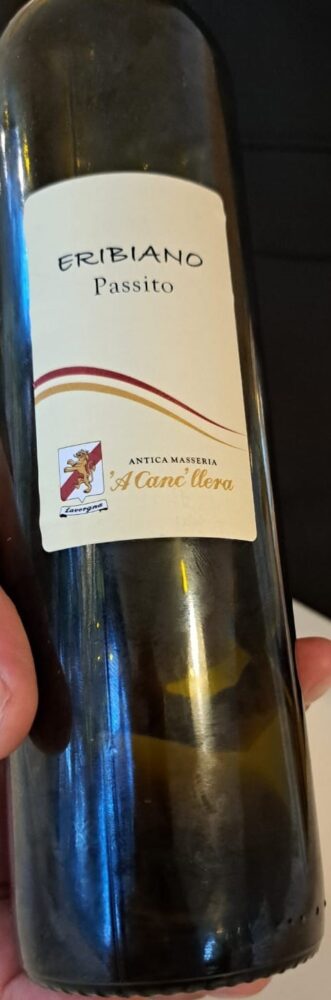 ERIBIANO
Passito
ANTICA MASSERIA
'A Canc'llera
Lavorgna